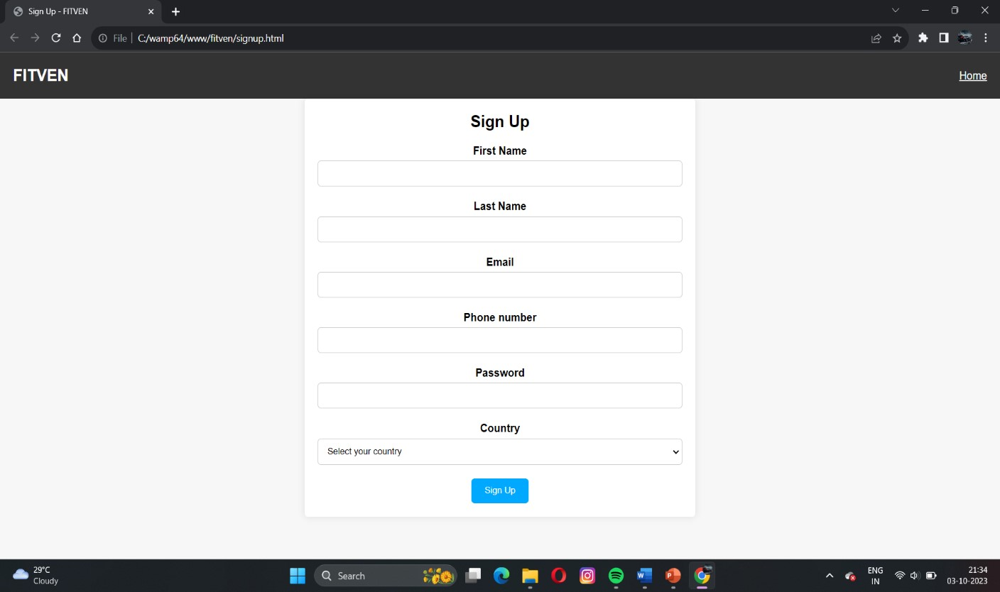 Sign Up - FITVEN
File
C:/wamp64/www/fitven/signup.html
FITVEN
Home
Sign Up
First Name
Last Name
Email
Phone number
Password
Country
Select your country
Sign Up
29°C
Cloudy
Search
ENG
IN
21:34
03-10-2023